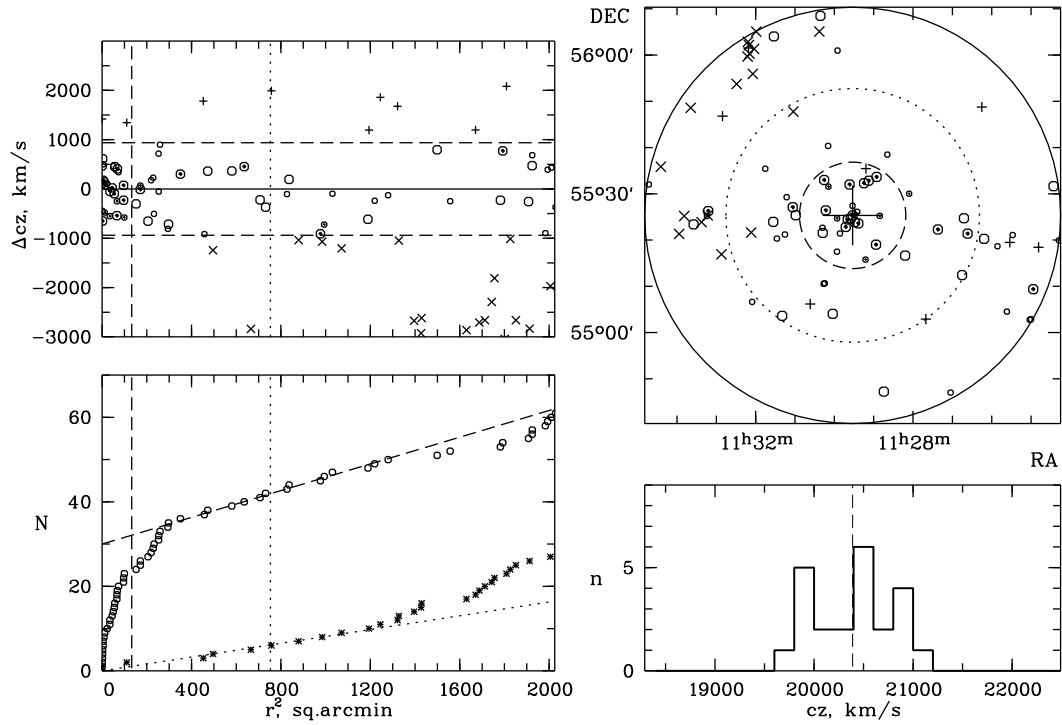 Δcz, km/s
2000
1000
0
−1000
−2000
−3000
N
60
40
20
0
0 400 800 1200 1600 2000
r,² sq.arcmin
DEC
56°00'
55°30'
55°00'
11ʰ32ᵐ 11ʰ28ᵐ
RA
n
5
0
19000 20000 21000 22000
cz, km/s